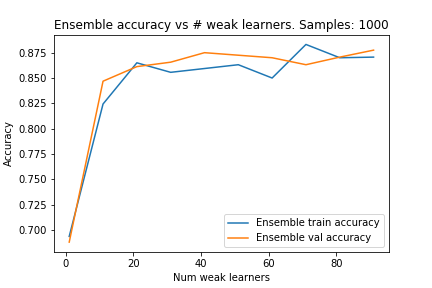 Ensemble accuracy vs # weak learners. Samples: 1000
Accuracy
0.875
0.850
0.825
0.800
0.775
0.750
0.725
0.700
Ensemble train accuracy
Ensemble val accuracy
0 20 40 60 80
Num weak learners